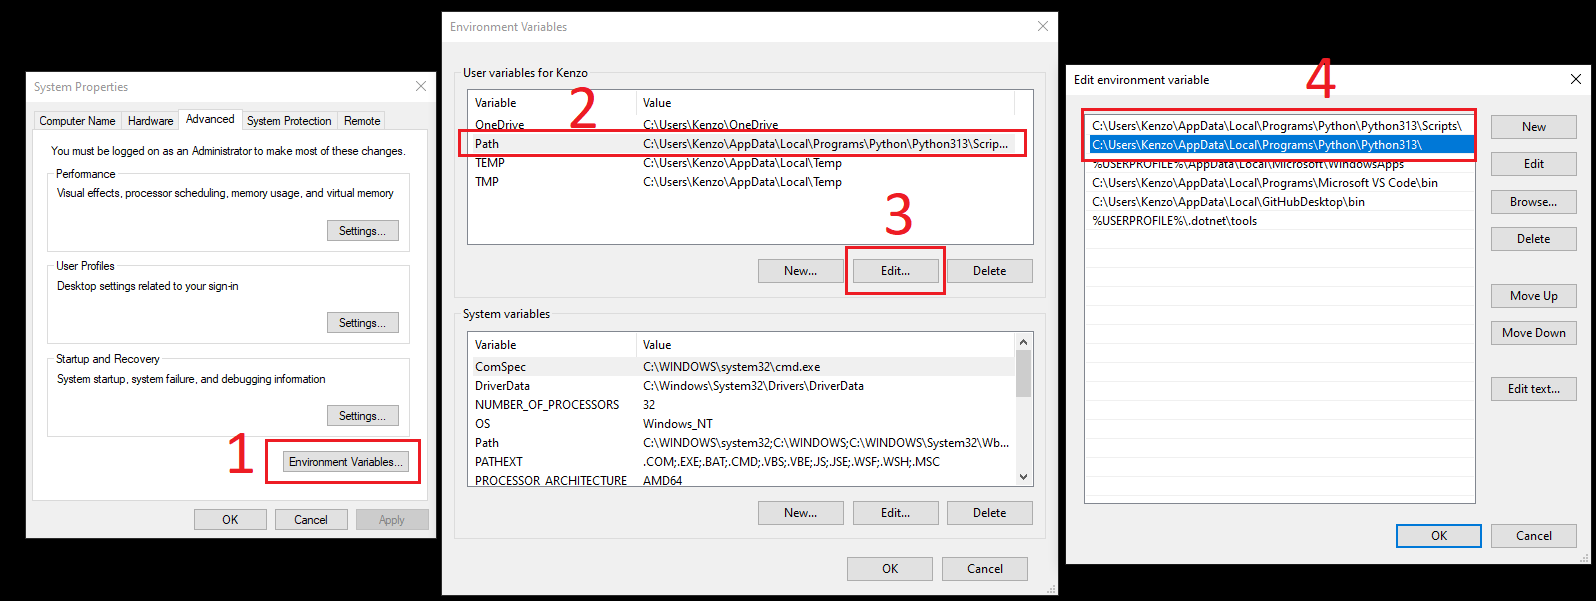 System Properties
Computer Name Hardware Advanced System Protection Remote
You must be logged on as an Administrator to make most of these changes.
Performance
Visual effects, processor scheduling, memory usage, and virtual memory
Settings...
User Profiles
Desktop settings related to your sign-in
Settings...
Startup and Recovery
System startup, system failure, and debugging information
Settings...
1
Environment Variables...
OK Cancel Apply
Environment Variables
User variables for Kenzo
2
Variable Value
OneDrive C:\Users\Kenzo\OneDrive
Path C:\Users\Kenzo\AppData\Local\Programs\Python\Python313\Scrip...
TEMP C:\Users\Kenzo\AppData\Local\Temp
TMP C:\Users\Kenzo\AppData\Local\Temp
3
New... Edit... Delete
System variables
Variable Value
ComSpec C:\WINDOWS\system32\cmd.exe
DriverData C:\Windows\System32\Drivers\DriverData
NUMBER_OF_PROCESSORS 32
OS Windows_NT
Path C:\WINDOWS\system32;C:\WINDOWS;C:\WINDOWS\System32\Wb...
PATHEXT .COM;.EXE;.BAT;.CMD;.VBS;.VBE;.JS;.JSE;.WSF;.WSH;.MSC
PROCESSOR_ARCHITECTURE AMD64
New... Edit... Delete
OK Cancel
4
Edit environment variable
C:\Users\Kenzo\AppData\Local\Programs\Python\Python313\Scripts\
C:\Users\Kenzo\AppData\Local\Programs\Python\Python313\
%USERPROFILE%\AppData\Local\Microsoft\WindowsApps
C:\Users\Kenzo\AppData\Local\Programs\Microsoft VS Code\bin
C:\Users\Kenzo\AppData\Local\GitHubDesktop\bin
%USERPROFILE%\.dotnet\tools
New
Edit
Browse...
Delete
Move Up
Move Down
Edit text...
OK Cancel